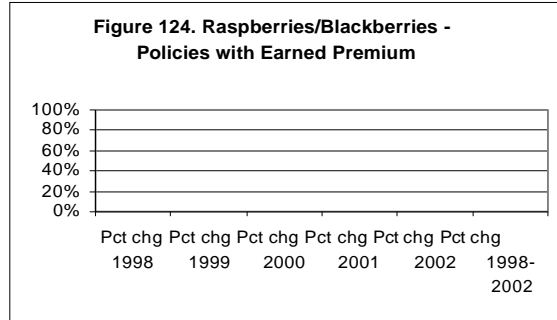 Figure 124. Raspberries/Blackberries -
Policies with Earned Premium
100%
80%
60%
40%
20%
0%
Pct chg Pct chg Pct chg Pct chg Pct chg Pct chg
1998 1999 2000 2001 2002 1998-
2002